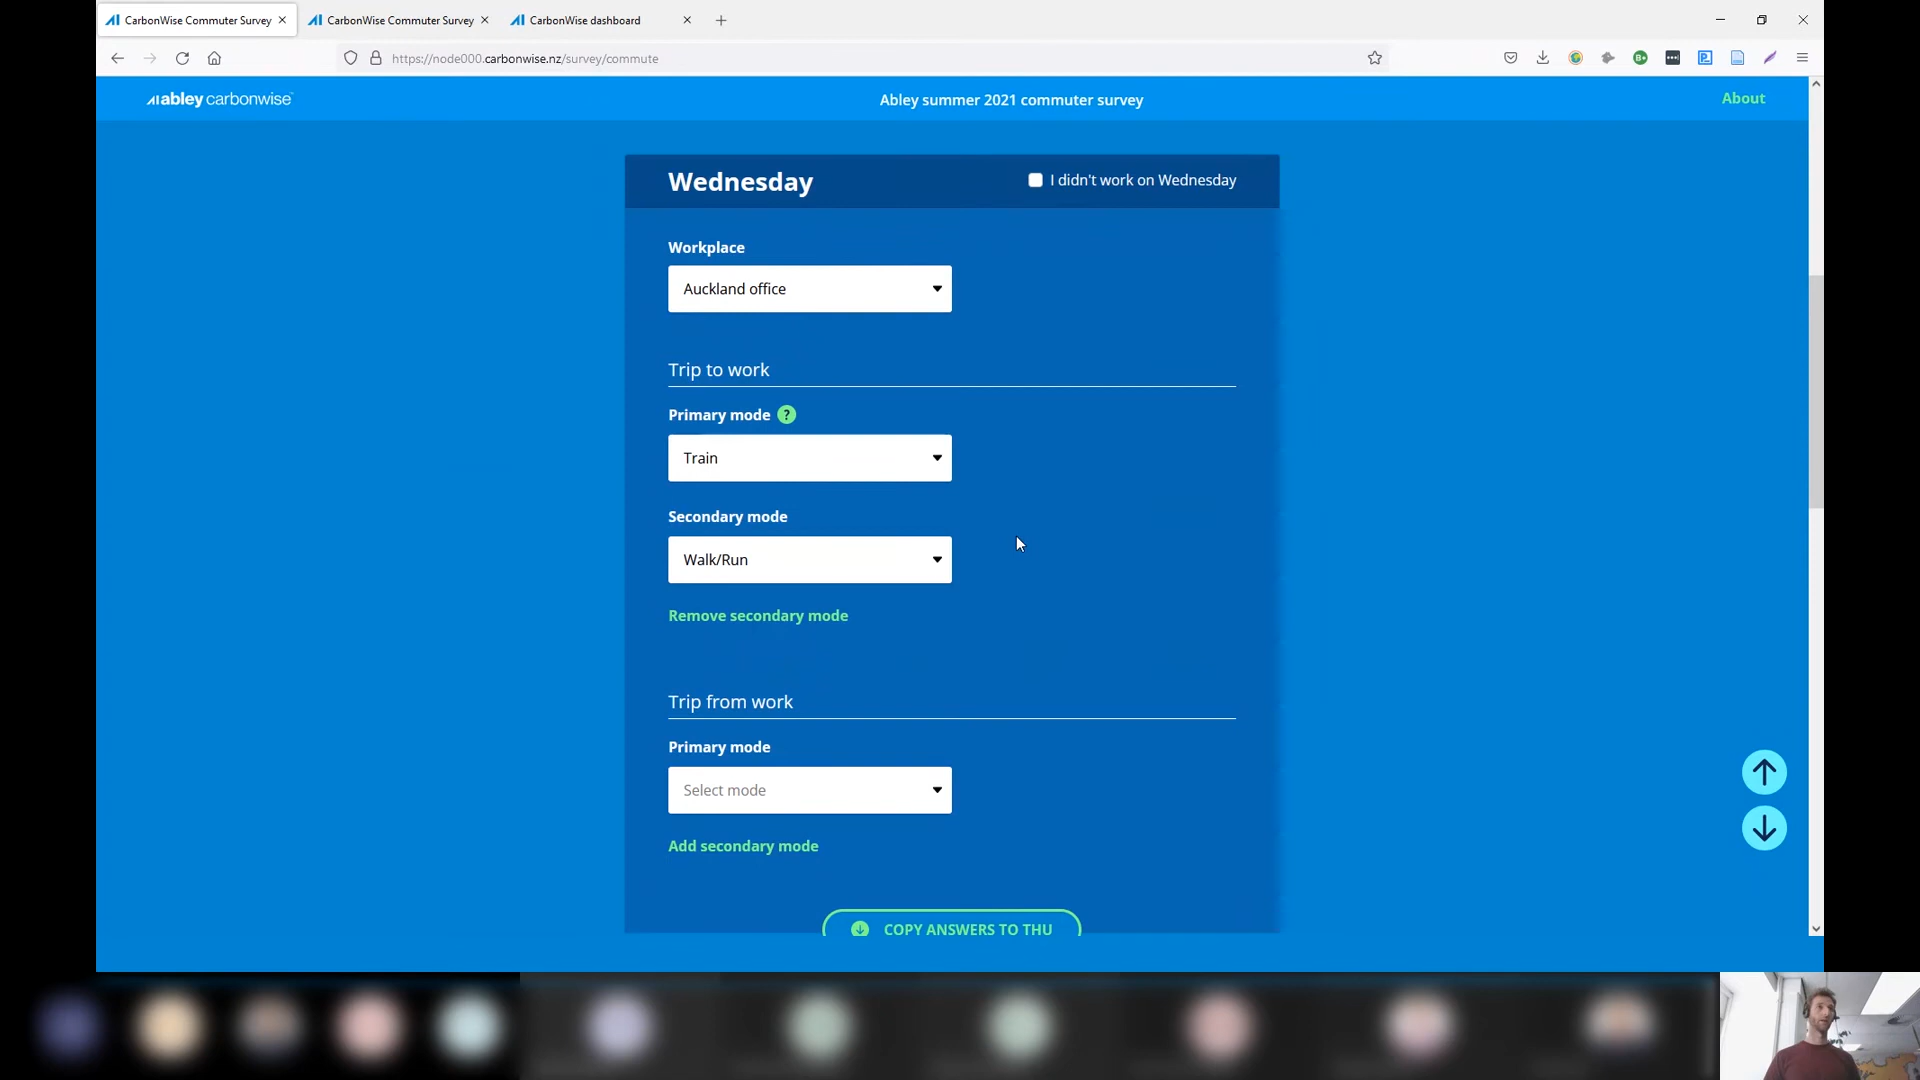 CarbonWise Commuter Survey
CarbonWise Commuter Survey
CarbonWise dashboard
https://node000.carbonwise.nz/survey/commute
abley carbonwise™
Abley summer 2021 commuter survey
About
Wednesday
I didn't work on Wednesday
Workplace
Auckland office
Trip to work
Primary mode ?
Train
Secondary mode
Walk/Run
Remove secondary mode
Trip from work
Primary mode
Select mode
Add secondary mode
COPY ANSWERS TO THU